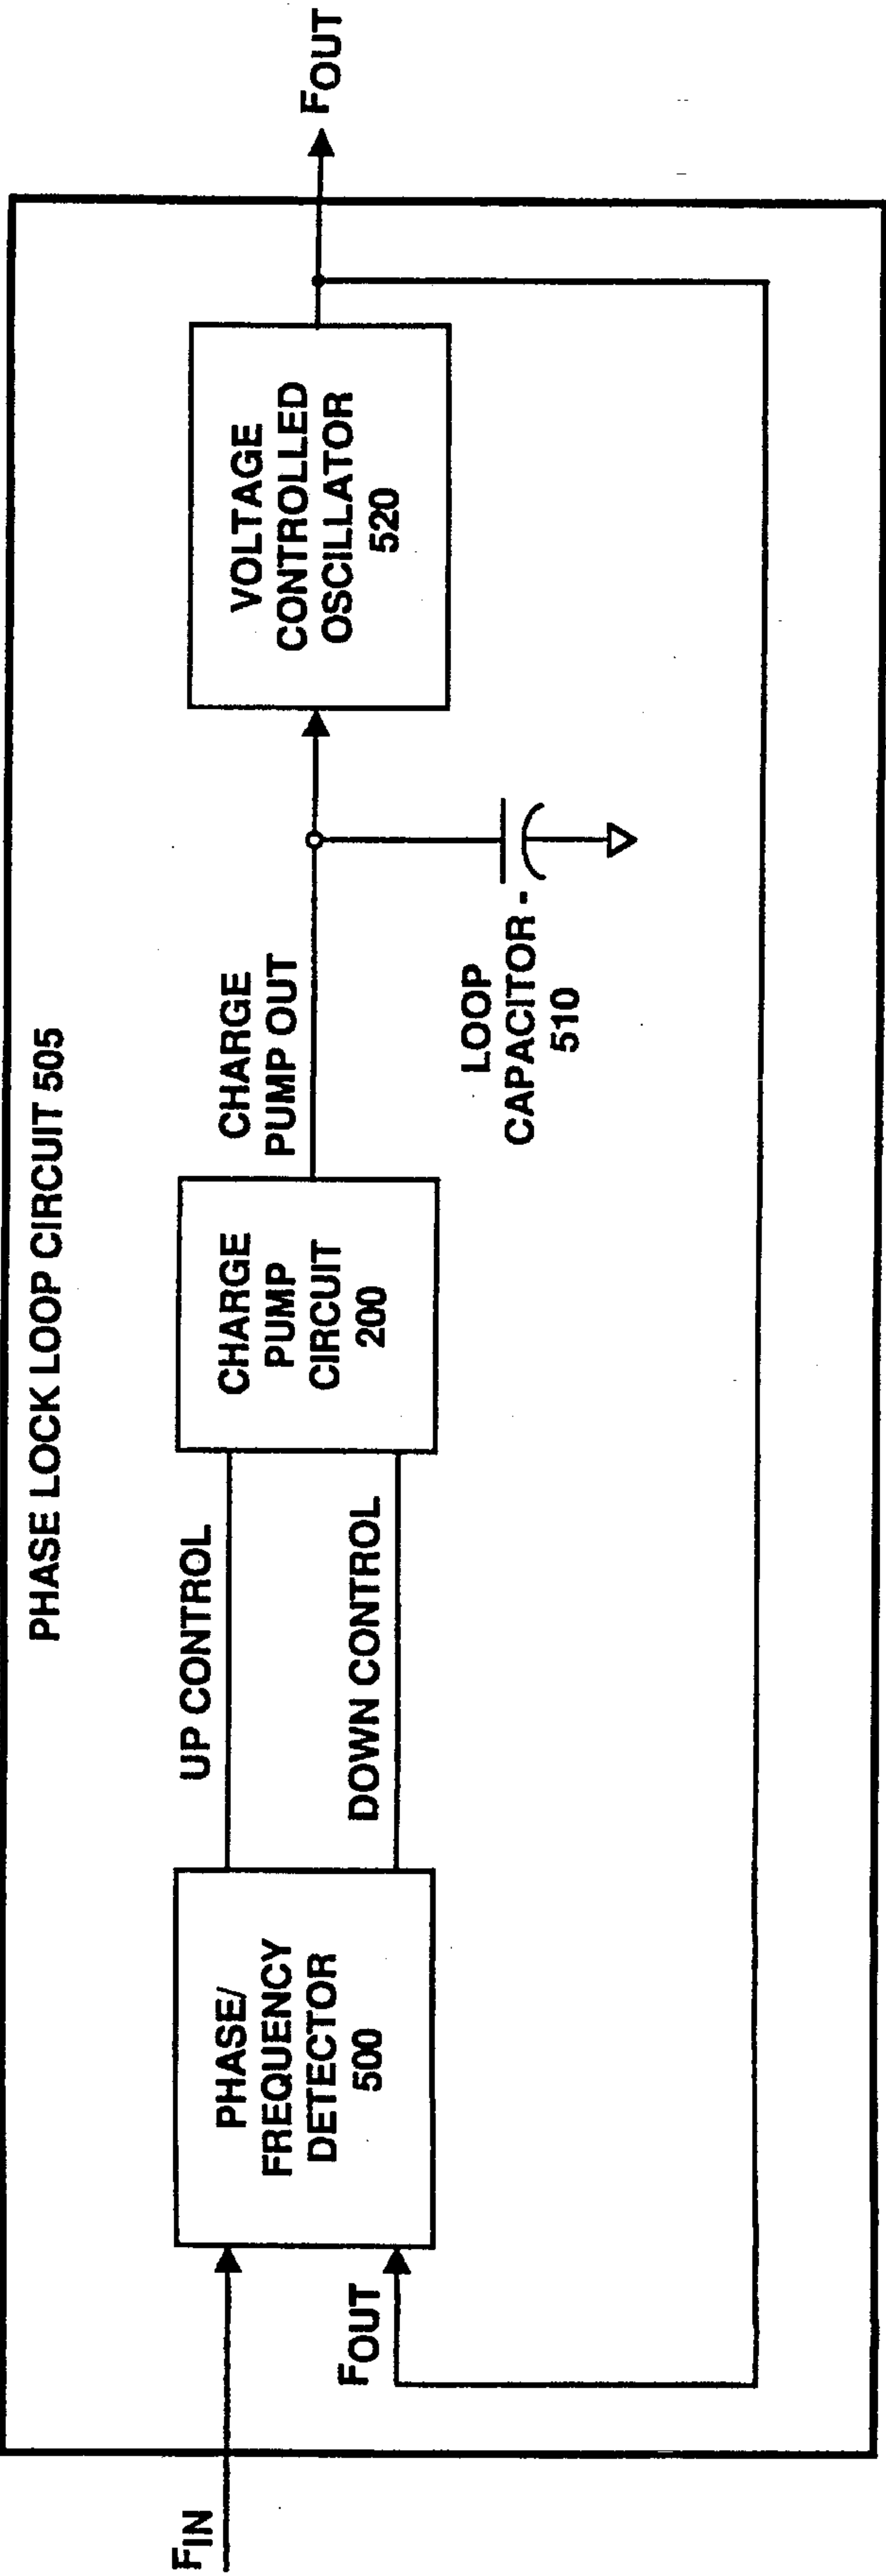 PHASE LOCK LOOP CIRCUIT 505
FIN
FOUT
PHASE/
FREQUENCY
DETECTOR
500
UP CONTROL
DOWN CONTROL
CHARGE
PUMP
CIRCUIT
200
CHARGE
PUMP OUT
LOOP
CAPACITOR -
510
VOLTAGE
CONTROLLED
OSCILLATOR
520
FOUT